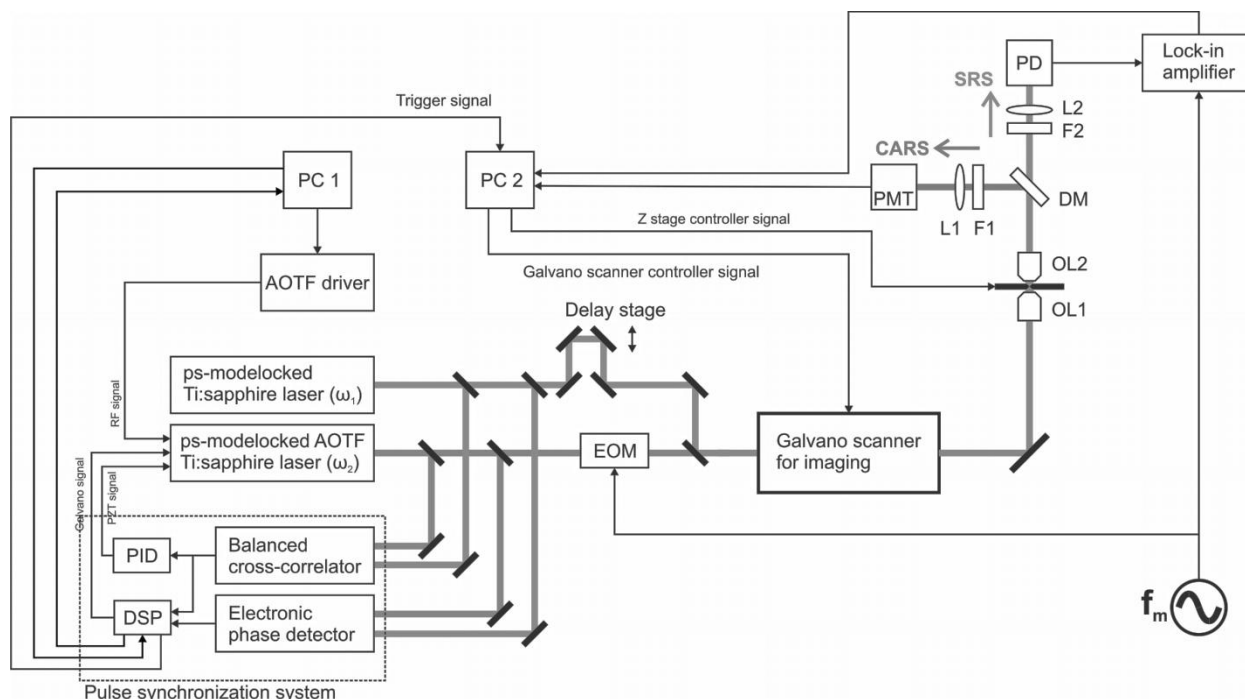 PD
Lock-in
amplifier
SRS
L2
F2
Trigger signal
CARS
PC 1
PC 2
PMT
DM
L1
F1
Z stage controller signal
OL2
Galvano scanner controller signal
AOTF driver
OL1
Delay stage
RF signal
ps-modelocked
Ti:sapphire laser (ω₁)
ps-modelocked AOTF
Ti:sapphire laser (ω₂)
EOM
Galvano scanner
for imaging
Galvano signal
PZT signal
PID
Balanced
cross-correlator
DSP
Electronic
phase detector
fₘ
Pulse synchronization system